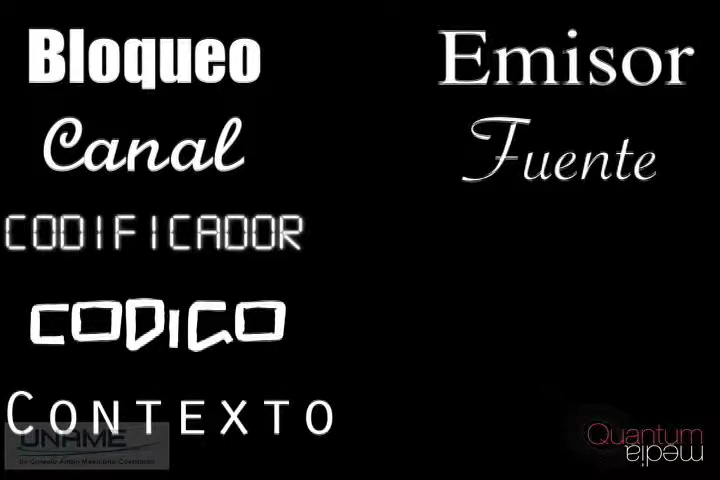 Bloqueo
Canal
CODIFICADOR
CODIGO
CONTEXTO
Emisor
Fuente
UNAME
Quantum
media